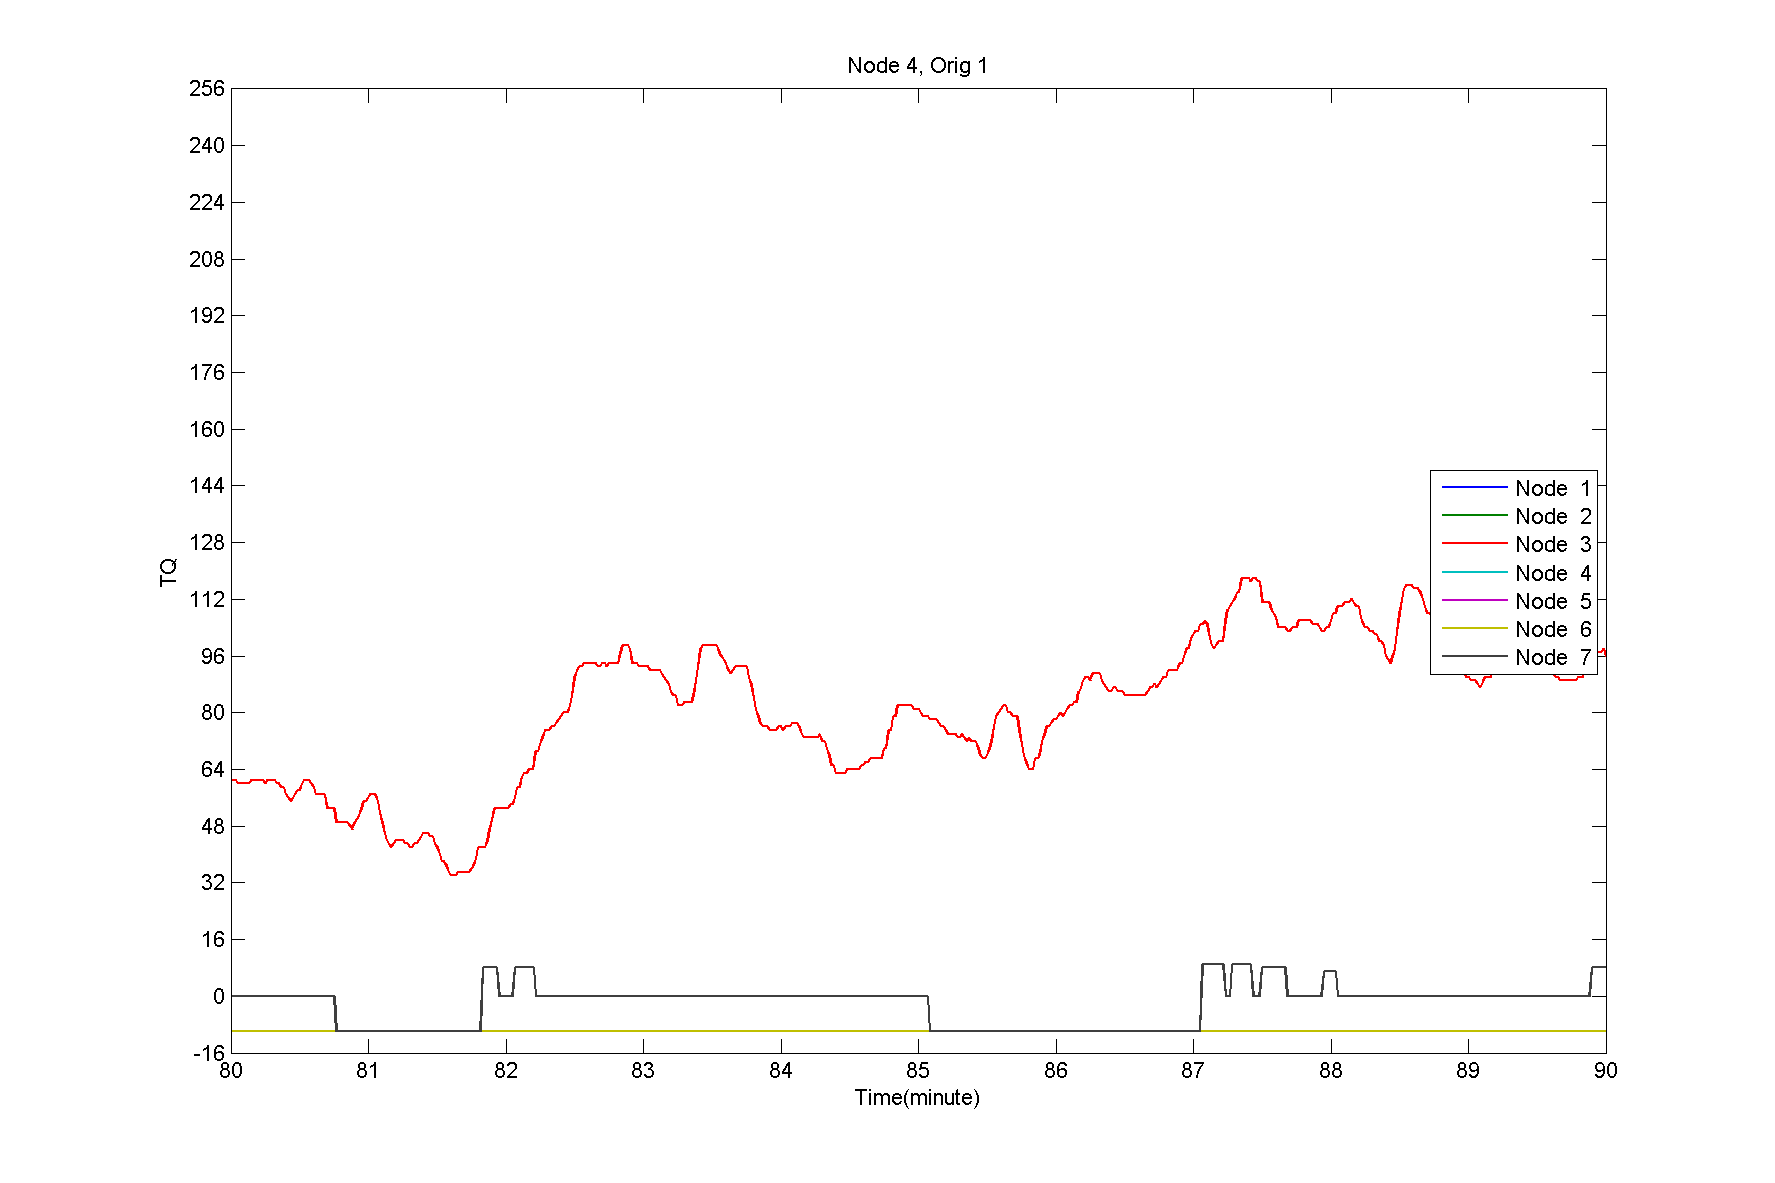 Node 4, Orig 1
256
240
224
208
192
176
160
144
128
112
96
80
64
48
32
16
0
-16
TQ
Node 1
Node 2
Node 3
Node 4
Node 5
Node 6
Node 7
80 81 82 83 84 85 86 87 88 89 90
Time(minute)